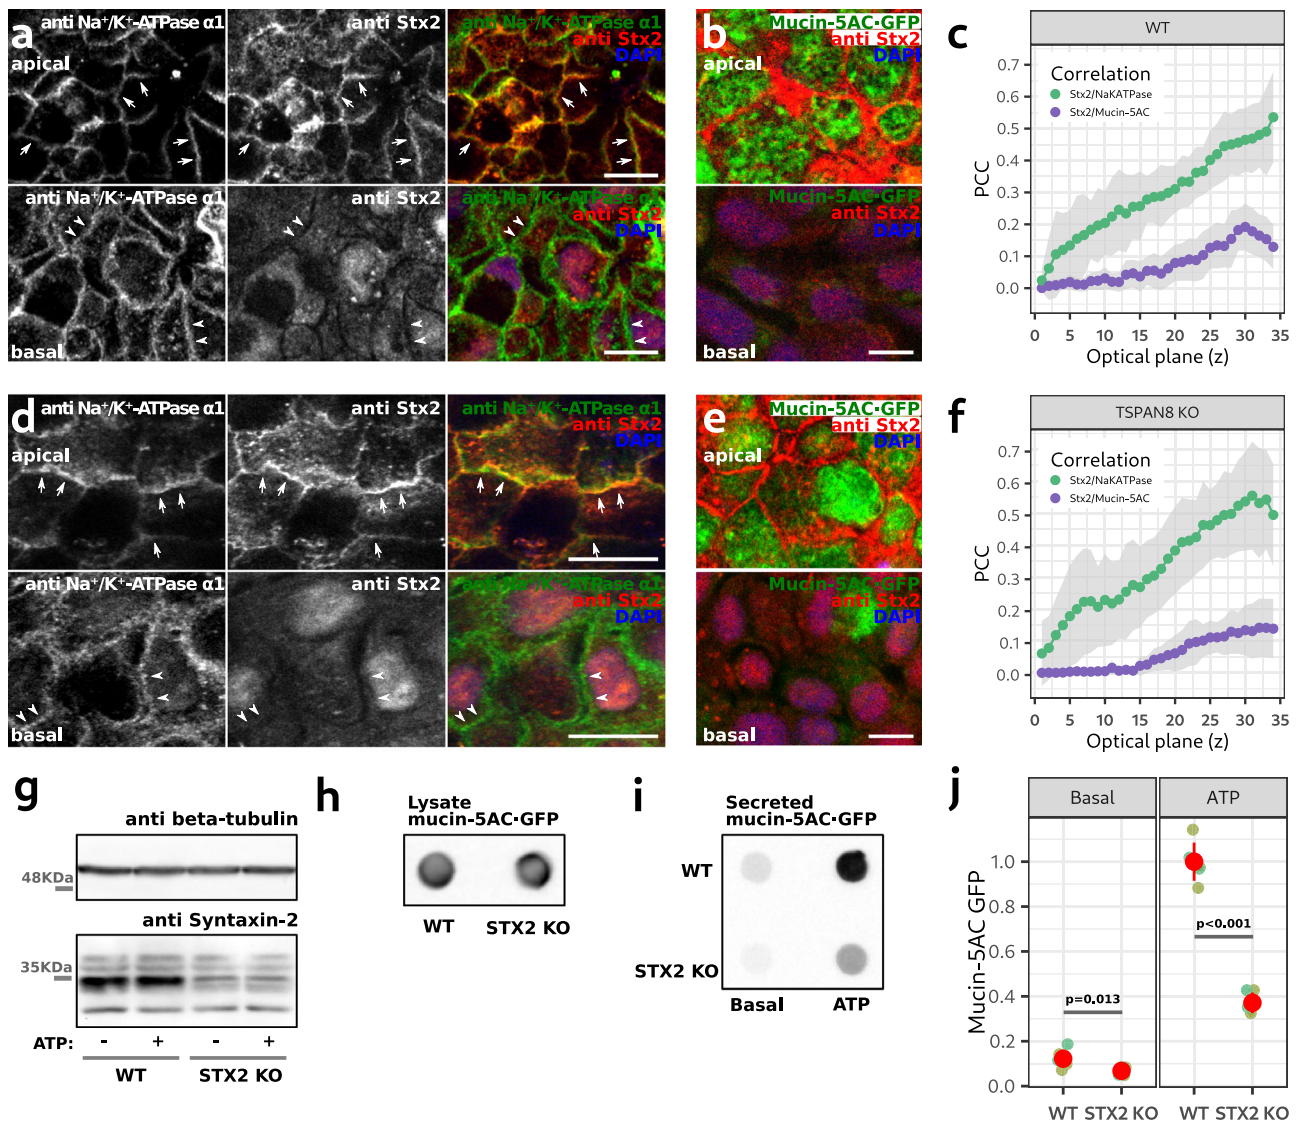 a
anti Na⁺/K⁺-ATPase α1
apical
anti Stx2
anti Na⁺/K⁺-ATPase α1
anti Stx2
DAPI
anti Na⁺/K⁺-ATPase α1
basal
anti Stx2
anti Na⁺/K⁺-ATPase α1
anti Stx2
DAPI
b
Mucin-5AC·GFP
anti Stx2
DAPI
apical
Mucin-5AC·GFP
anti Stx2
DAPI
basal
c
WT
Correlation
Stx2/NaKATPase
Stx2/Mucin-5AC
PCC
0.7
0.6
0.5
0.4
0.3
0.2
0.1
0.0
0 5 10 15 20 25 30 35
Optical plane (z)
d
anti Na⁺/K⁺-ATPase α1
apical
anti Stx2
anti Na⁺/K⁺-ATPase α1
anti Stx2
DAPI
anti Na⁺/K⁺-ATPase α1
basal
anti Stx2
anti Na⁺/K⁺-ATPase α1
anti Stx2
DAPI
e
Mucin-5AC·GFP
anti Stx2
DAPI
apical
Mucin-5AC·GFP
anti Stx2
DAPI
basal
f
TSPAN8 KO
Correlation
Stx2/NaKATPase
Stx2/Mucin-5AC
PCC
0.7
0.6
0.5
0.4
0.3
0.2
0.1
0.0
0 5 10 15 20 25 30 35
Optical plane (z)
g
anti beta-tubulin
48KDa
anti Syntaxin-2
35KDa
ATP: - + - +
WT STX2 KO
h
Lysate
mucin-5AC·GFP
WT STX2 KO
i
Secreted
mucin-5AC·GFP
WT
STX2 KO
Basal ATP
j
Basal ATP
Mucin-5AC GFP
1.0
0.8
0.6
0.4
0.2
0.0
p=0.013
p<0.001
WT STX2 KO WT STX2 KO